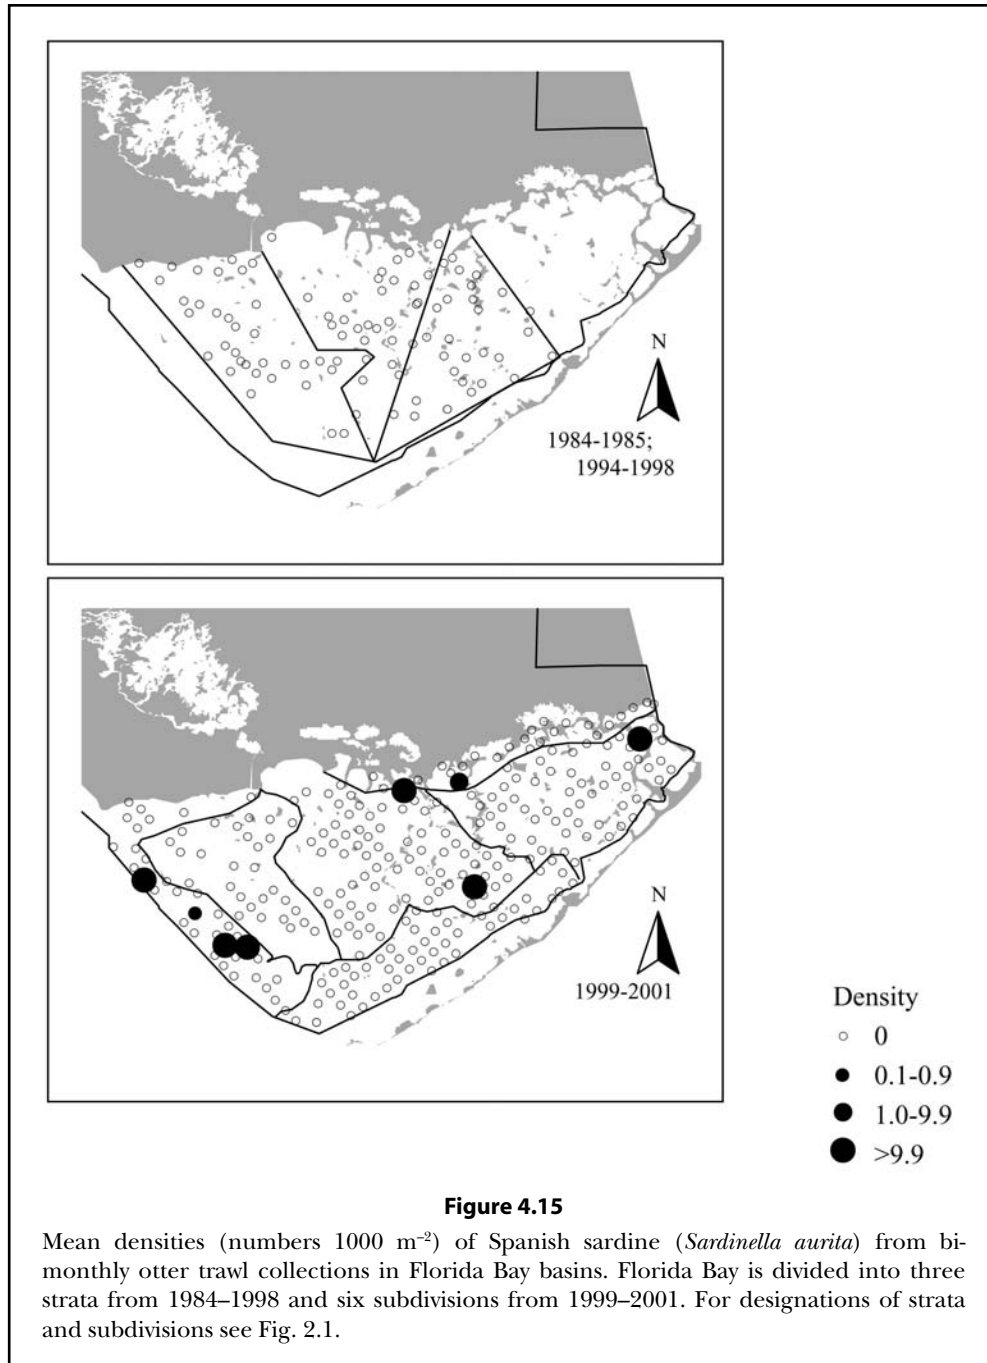 N
1984-1985;
1994-1998
N
1999-2001
Density
0
0.1-0.9
1.0-9.9
>9.9
Figure 4.15
Mean densities (numbers 1000 m⁻²) of Spanish sardine (Sardinella aurita) from bi-
monthly otter trawl collections in Florida Bay basins. Florida Bay is divided into three
strata from 1984–1998 and six subdivisions from 1999–2001. For designations of strata
and subdivisions see Fig. 2.1.